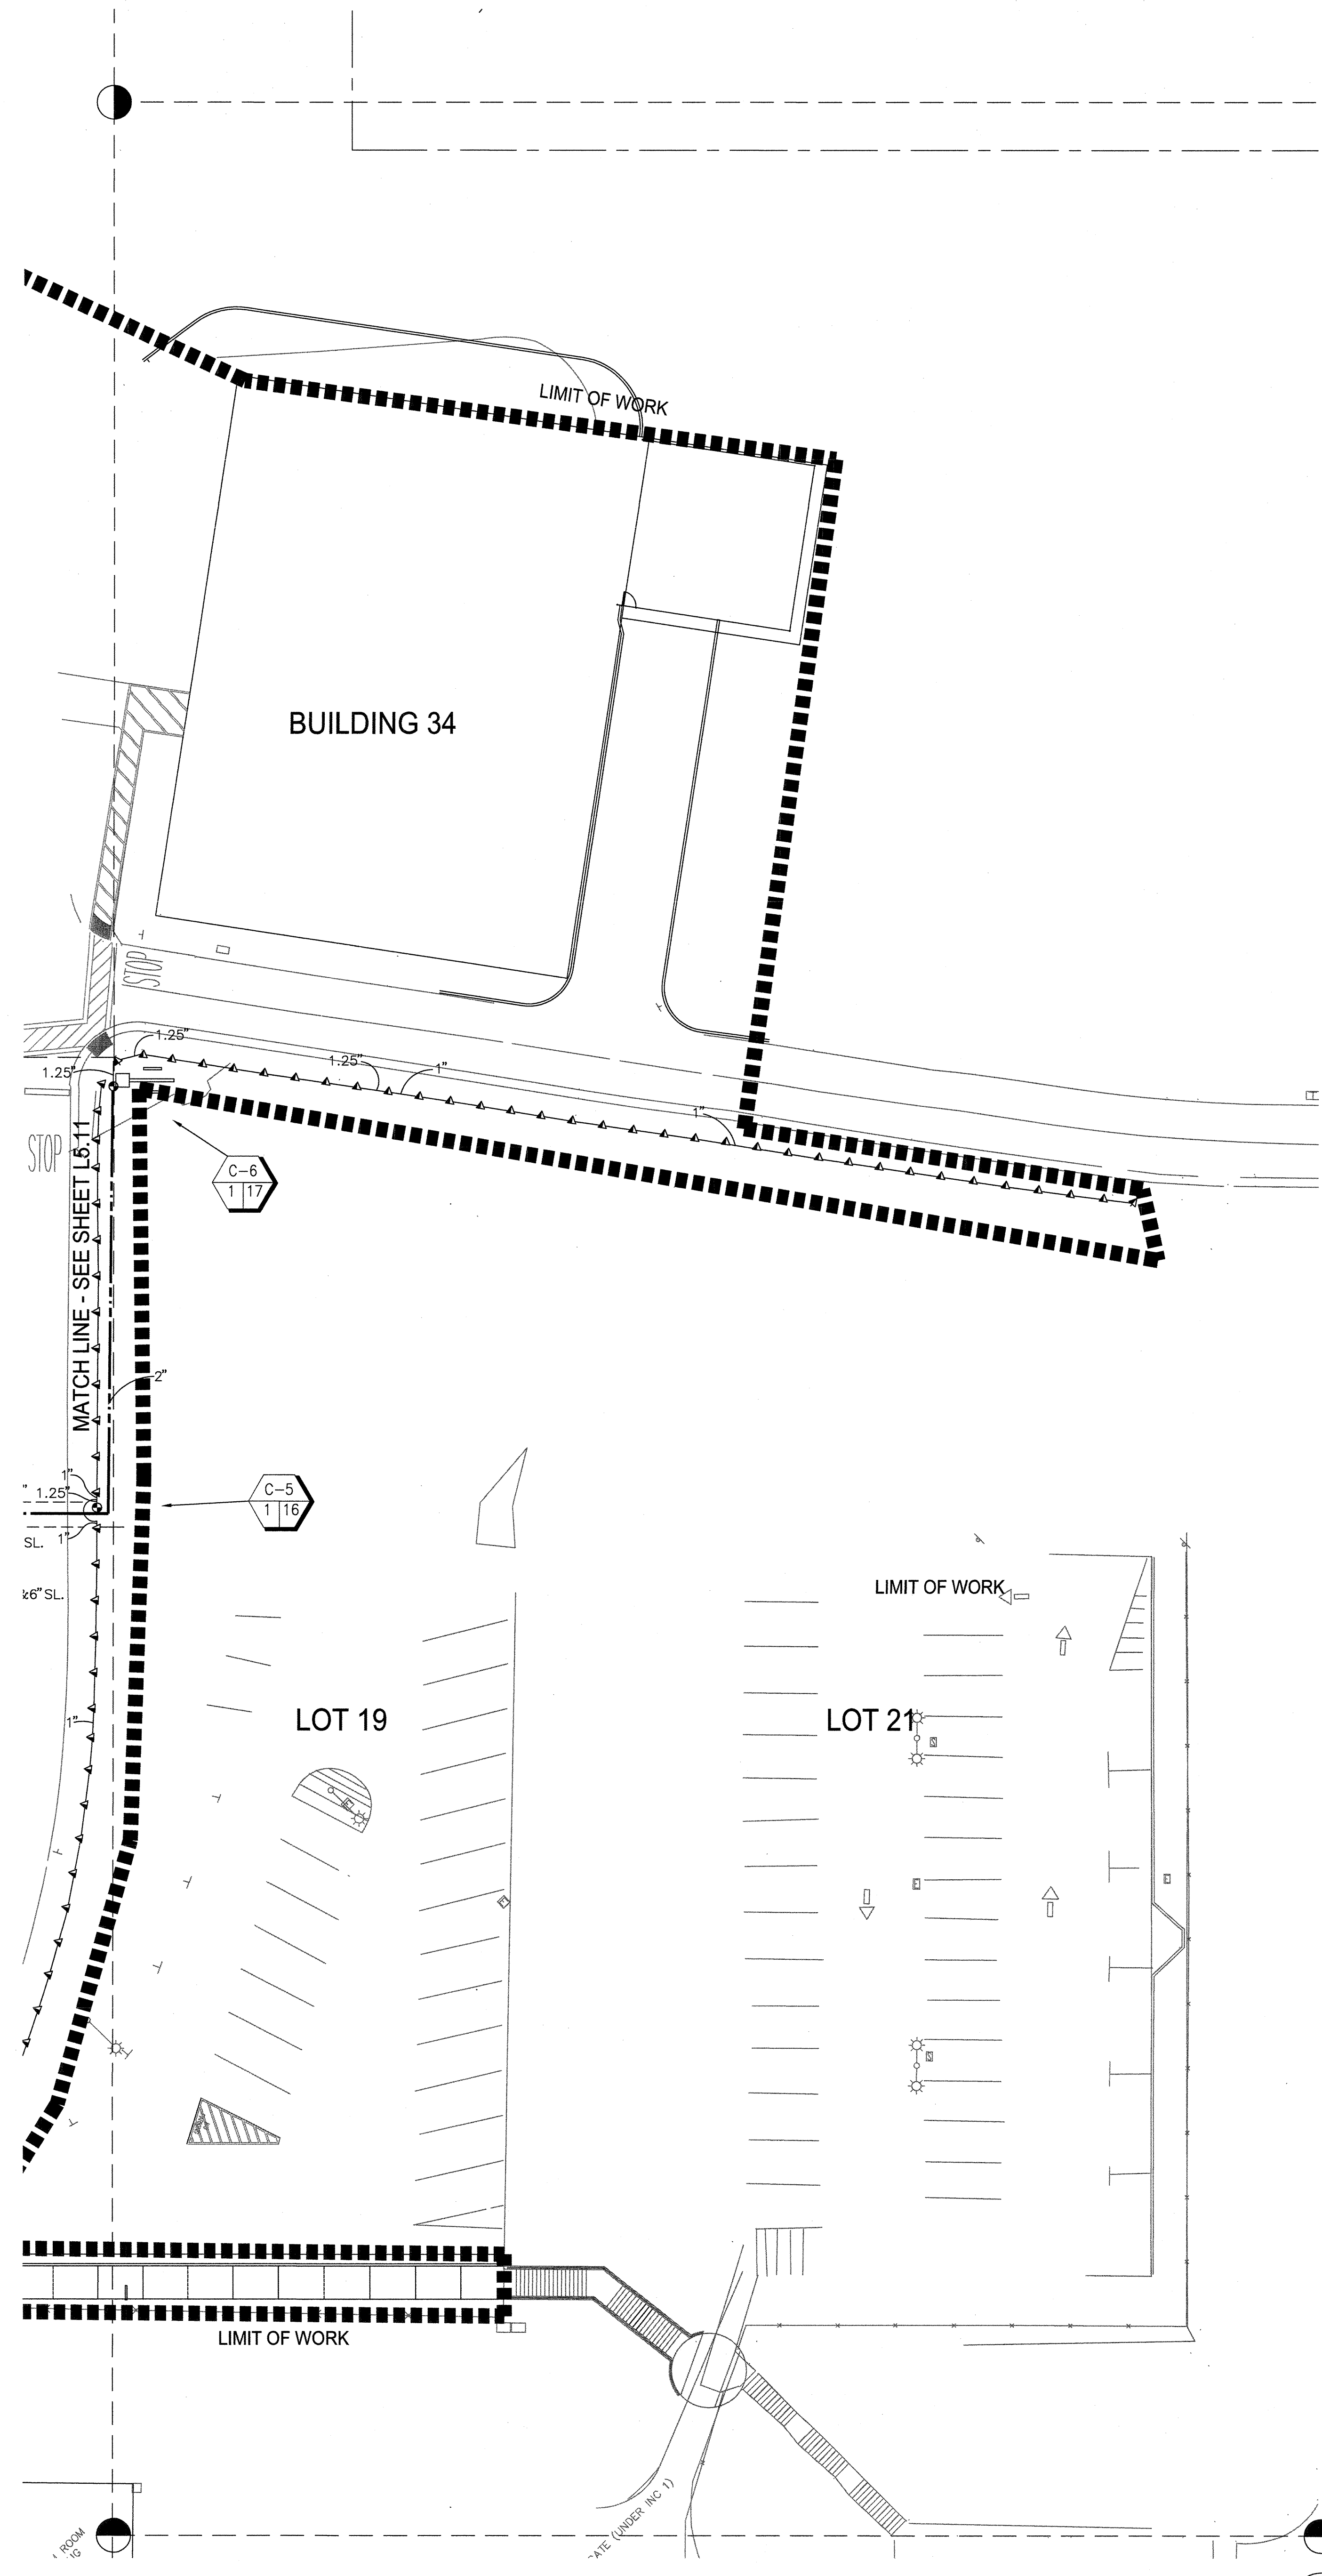 LIMIT OF WORK
BUILDING 34
STOP
1.25"
1.25"
1"
1.25"
1"
STOP
C-6
1 17
MATCH LINE - SEE SHEET L5.11
2"
1"
" 1.25"
C-5
1 16
1"
SL.
&6" SL.
LIMIT OF WORK
1"
LOT 19
LOT 21
S
E
E
E
E
S
LIMIT OF WORK
ROOM
GATE (UNDER INC 1)